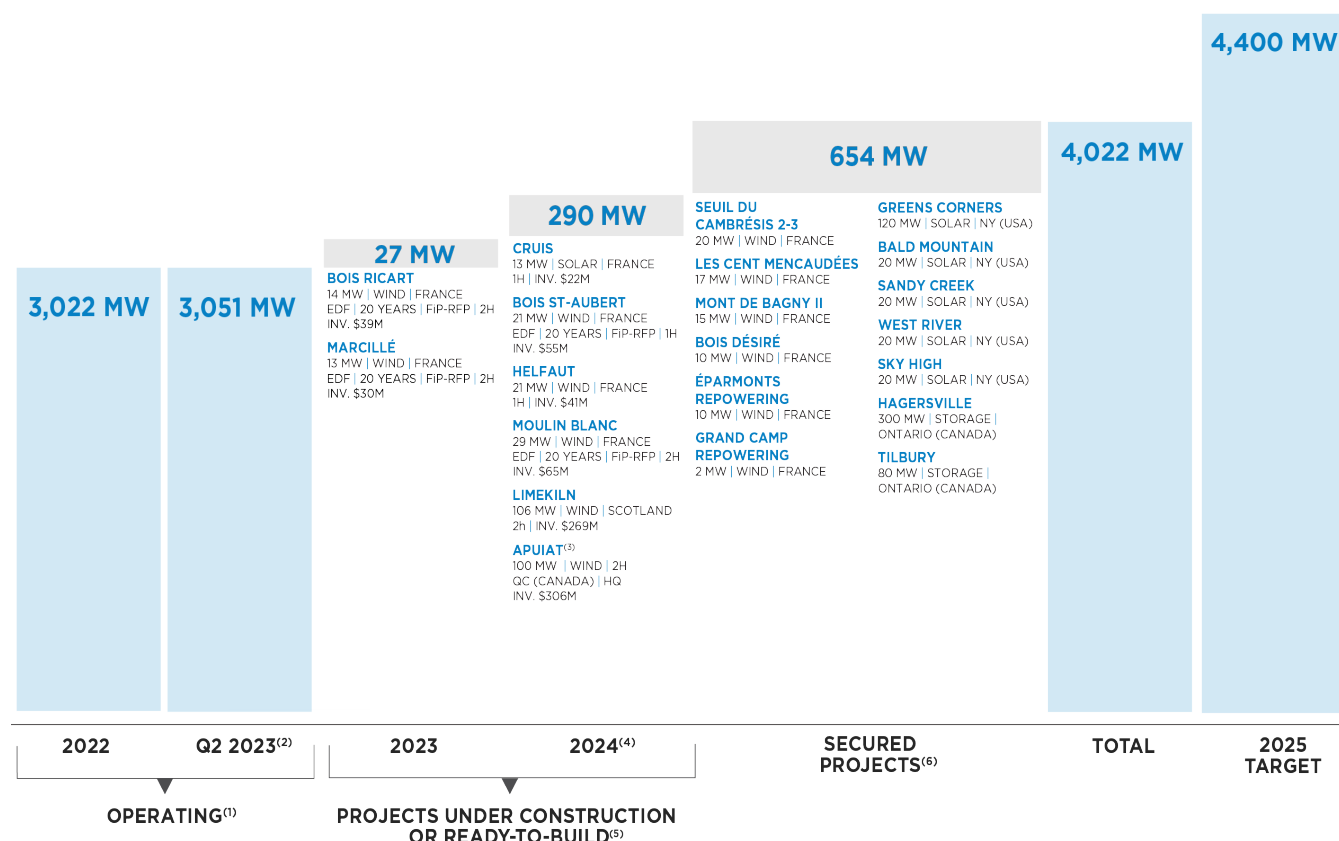 3,022 MW
3,051 MW
27 MW
BOIS RICART
14 MW | WIND | FRANCE
EDF | 20 YEARS | FiP-RFP | 2H
INV. $39M
MARCILLÉ
13 MW | WIND | FRANCE
EDF | 20 YEARS | FiP-RFP | 2H
INV. $30M
290 MW
CRUIS
13 MW | SOLAR | FRANCE
1H | INV. $22M
BOIS ST-AUBERT
21 MW | WIND | FRANCE
EDF | 20 YEARS | FiP-RFP | 1H
INV. $55M
HELFAUT
21 MW | WIND | FRANCE
1H | INV. $41M
MOULIN BLANC
29 MW | WIND | FRANCE
EDF | 20 YEARS | FiP-RFP | 2H
INV. $65M
LIMEKILN
106 MW | WIND | SCOTLAND
2h | INV. $269M
APUIAT(3)
100 MW | WIND | 2H
QC (CANADA) | HQ
INV. $306M
654 MW
SEUIL DU
CAMBRÉSIS 2-3
20 MW | WIND | FRANCE
LES CENT MENCAUDÉES
17 MW | WIND | FRANCE
MONT DE BAGNY II
15 MW | WIND | FRANCE
BOIS DÉSIRÉ
10 MW | WIND | FRANCE
ÉPARMONTS
REPOWERING
10 MW | WIND | FRANCE
GRAND CAMP
REPOWERING
2 MW | WIND | FRANCE
GREENS CORNERS
120 MW | SOLAR | NY (USA)
BALD MOUNTAIN
20 MW | SOLAR | NY (USA)
SANDY CREEK
20 MW | SOLAR | NY (USA)
WEST RIVER
20 MW | SOLAR | NY (USA)
SKY HIGH
20 MW | SOLAR | NY (USA)
HAGERSVILLE
300 MW | STORAGE |
ONTARIO (CANADA)
TILBURY
80 MW | STORAGE |
ONTARIO (CANADA)
4,022 MW
4,400 MW
2022
Q2 2023(2)
2023
2024(4)
SECURED
PROJECTS(6)
TOTAL
2025
TARGET
OPERATING(1)
PROJECTS UNDER CONSTRUCTION
OR READY-TO-BUILD(5)